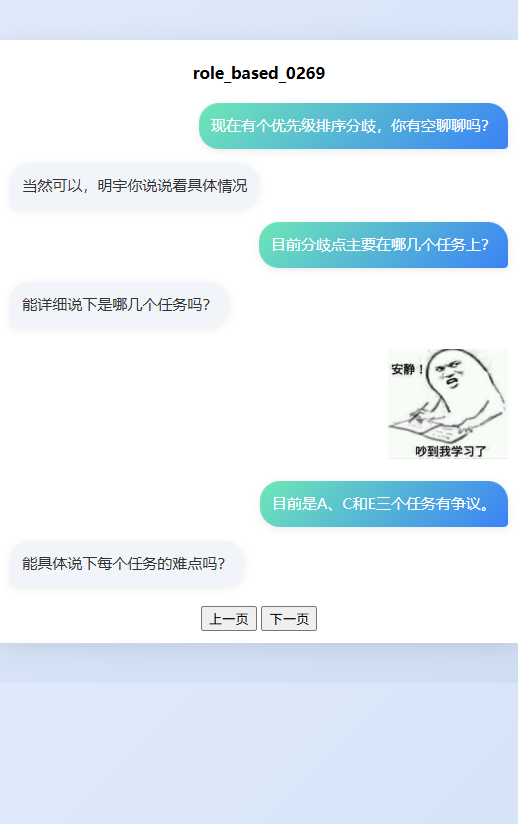 role_based_0269
现在有个优先级排序分歧，你有空聊聊吗？
当然可以，明宇你说说看具体情况
目前分歧点主要在哪几个任务上？
能详细说下是哪几个任务吗？
安静！
吵到我学习了
目前是A、C和E三个任务有争议。
能具体说下每个任务的难点吗？
上一页 下一页